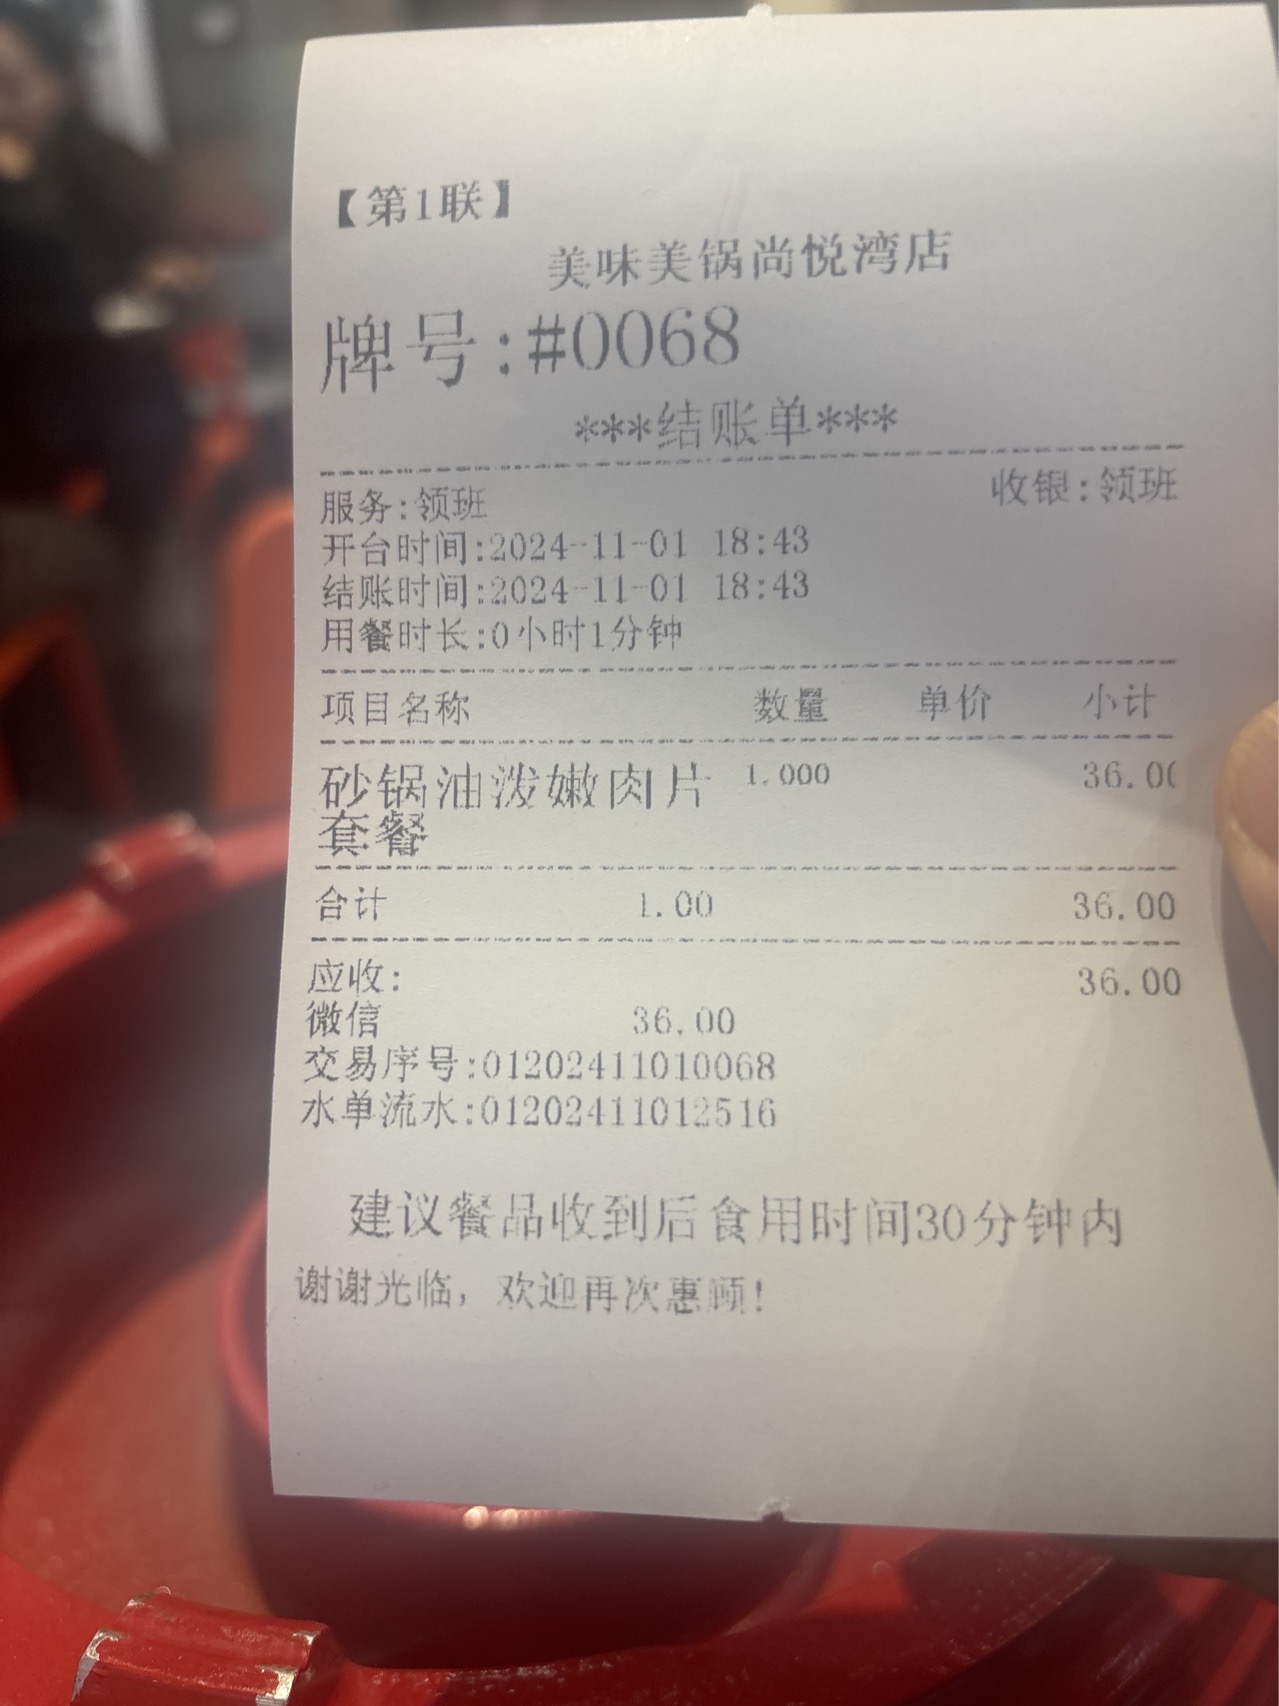 【第1联】
美味美锅尚悦湾店
牌号:#0068
***结账单***
服务:领班 收银:领班
开台时间:2024-11-01 18:43
结账时间:2024-11-01 18:43
用餐时长:0小时1分钟
项目名称 数量 单价 小计
砂锅油泼嫩肉片 1.000 36.00
套餐
合计 1.00 36.00
应收: 36.00
微信 36.00
交易序号:01202411010068
水单流水:01202411012516
建议餐品收到后食用时间30分钟内
谢谢光临，欢迎再次惠顾!